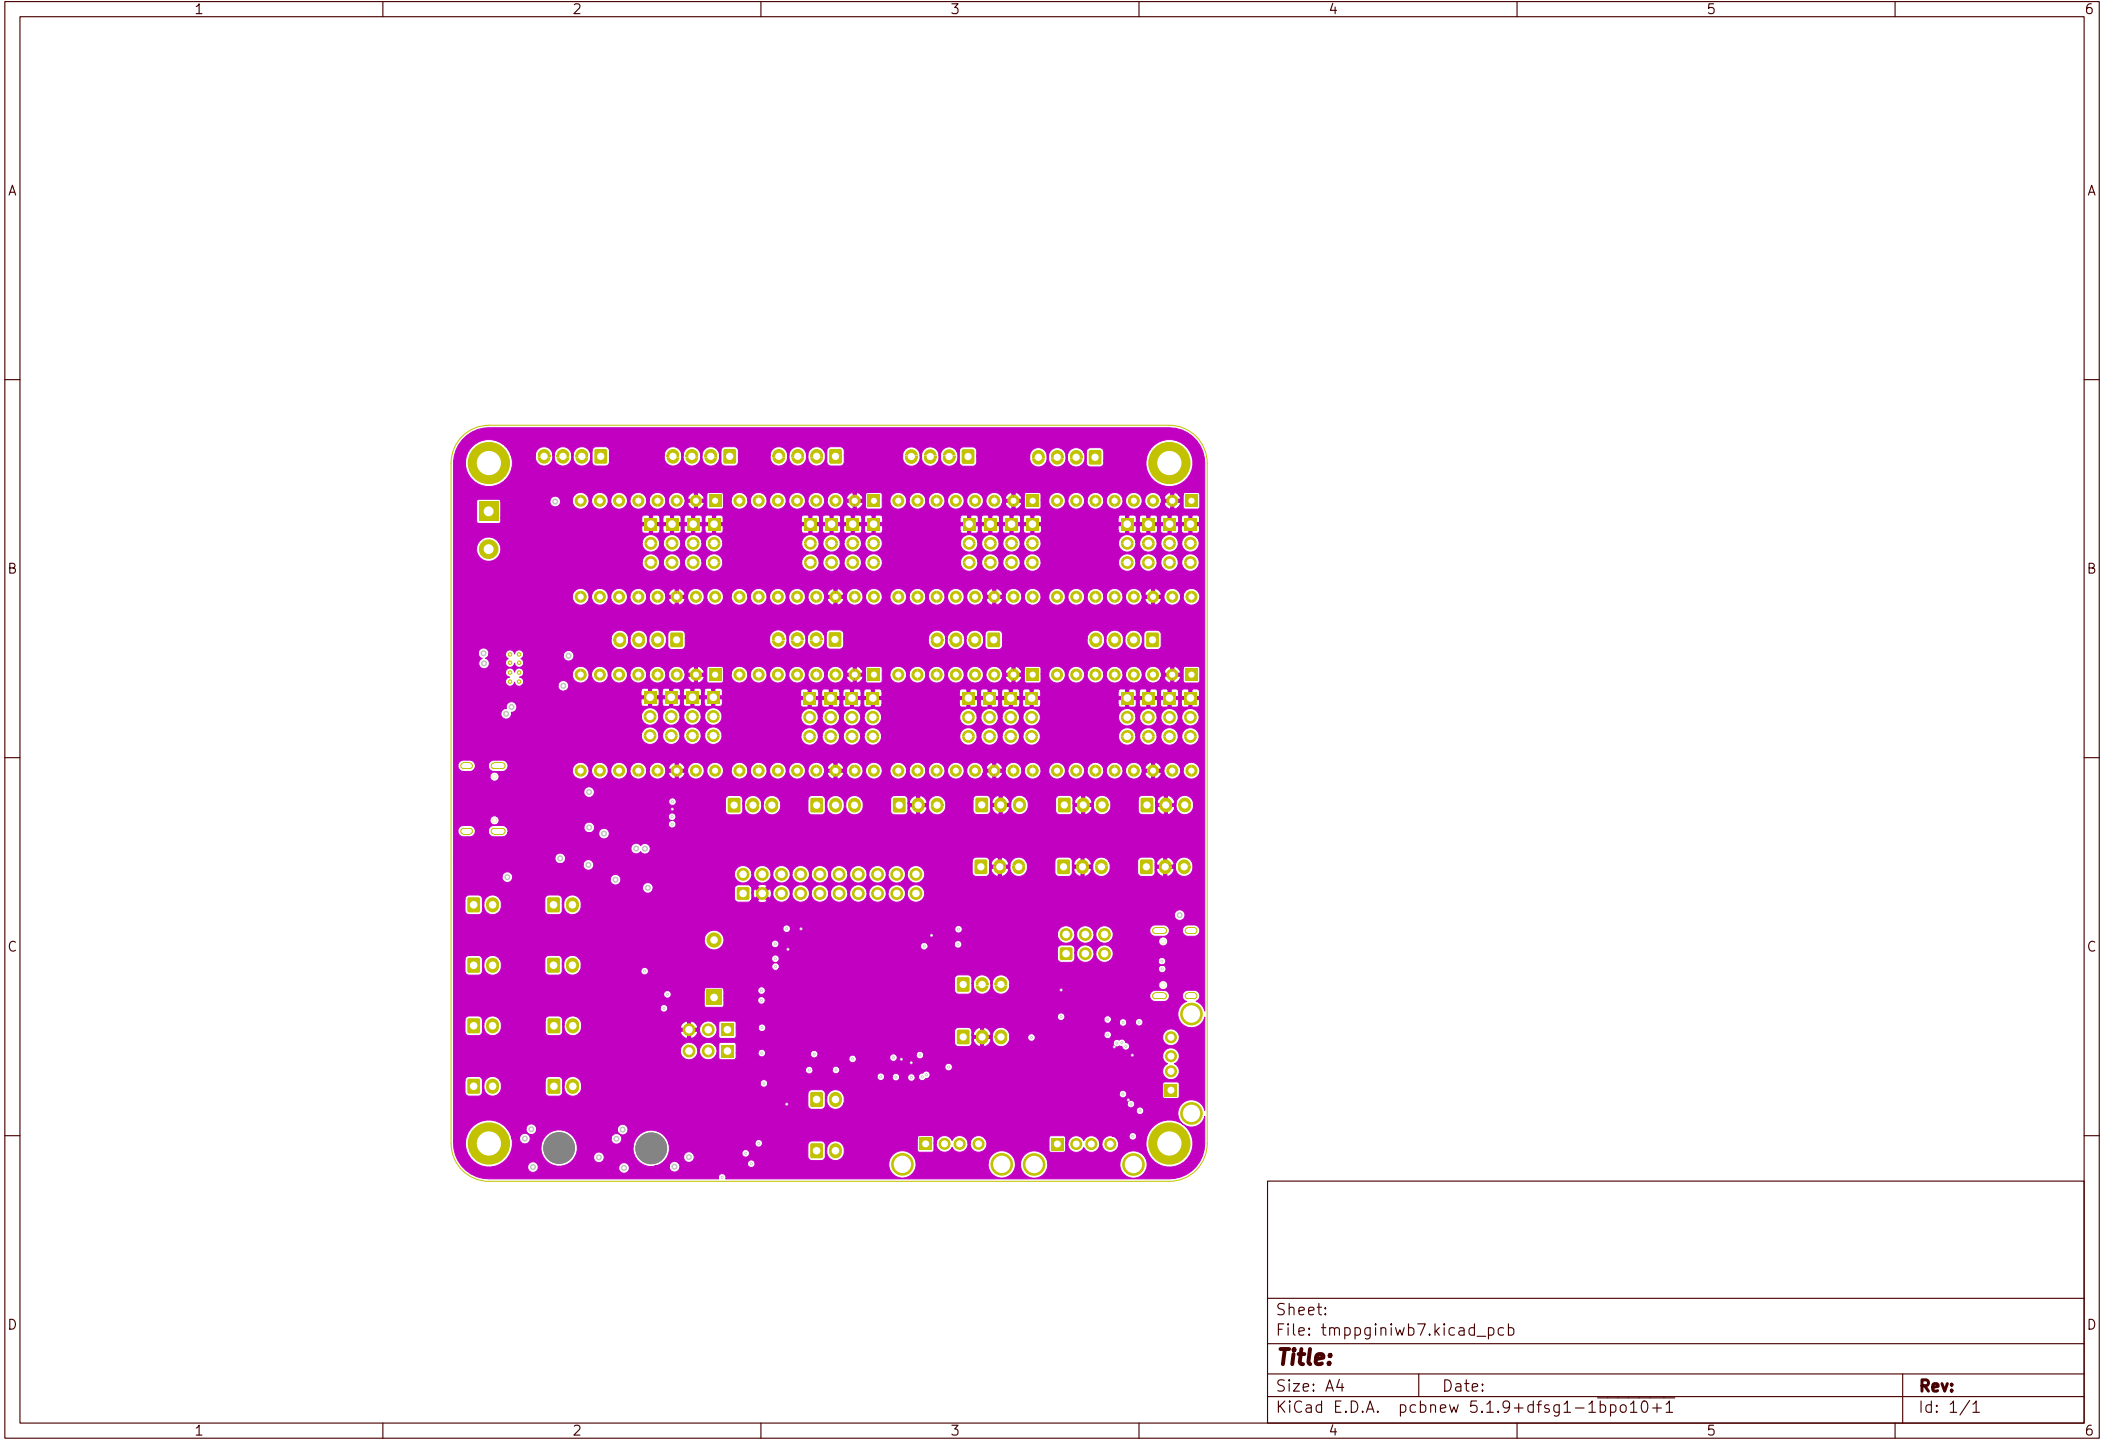 1 2 3 4 5 6
A A
B B
C C
D D
Sheet:
File: tmppginiwb7.kicad_pcb
Title:
Size: A4 Date: Rev:
KiCad E.D.A. pcbnew 5.1.9+dfsg1-1bpo10+1 Id: 1/1
1 2 3 4 5 6